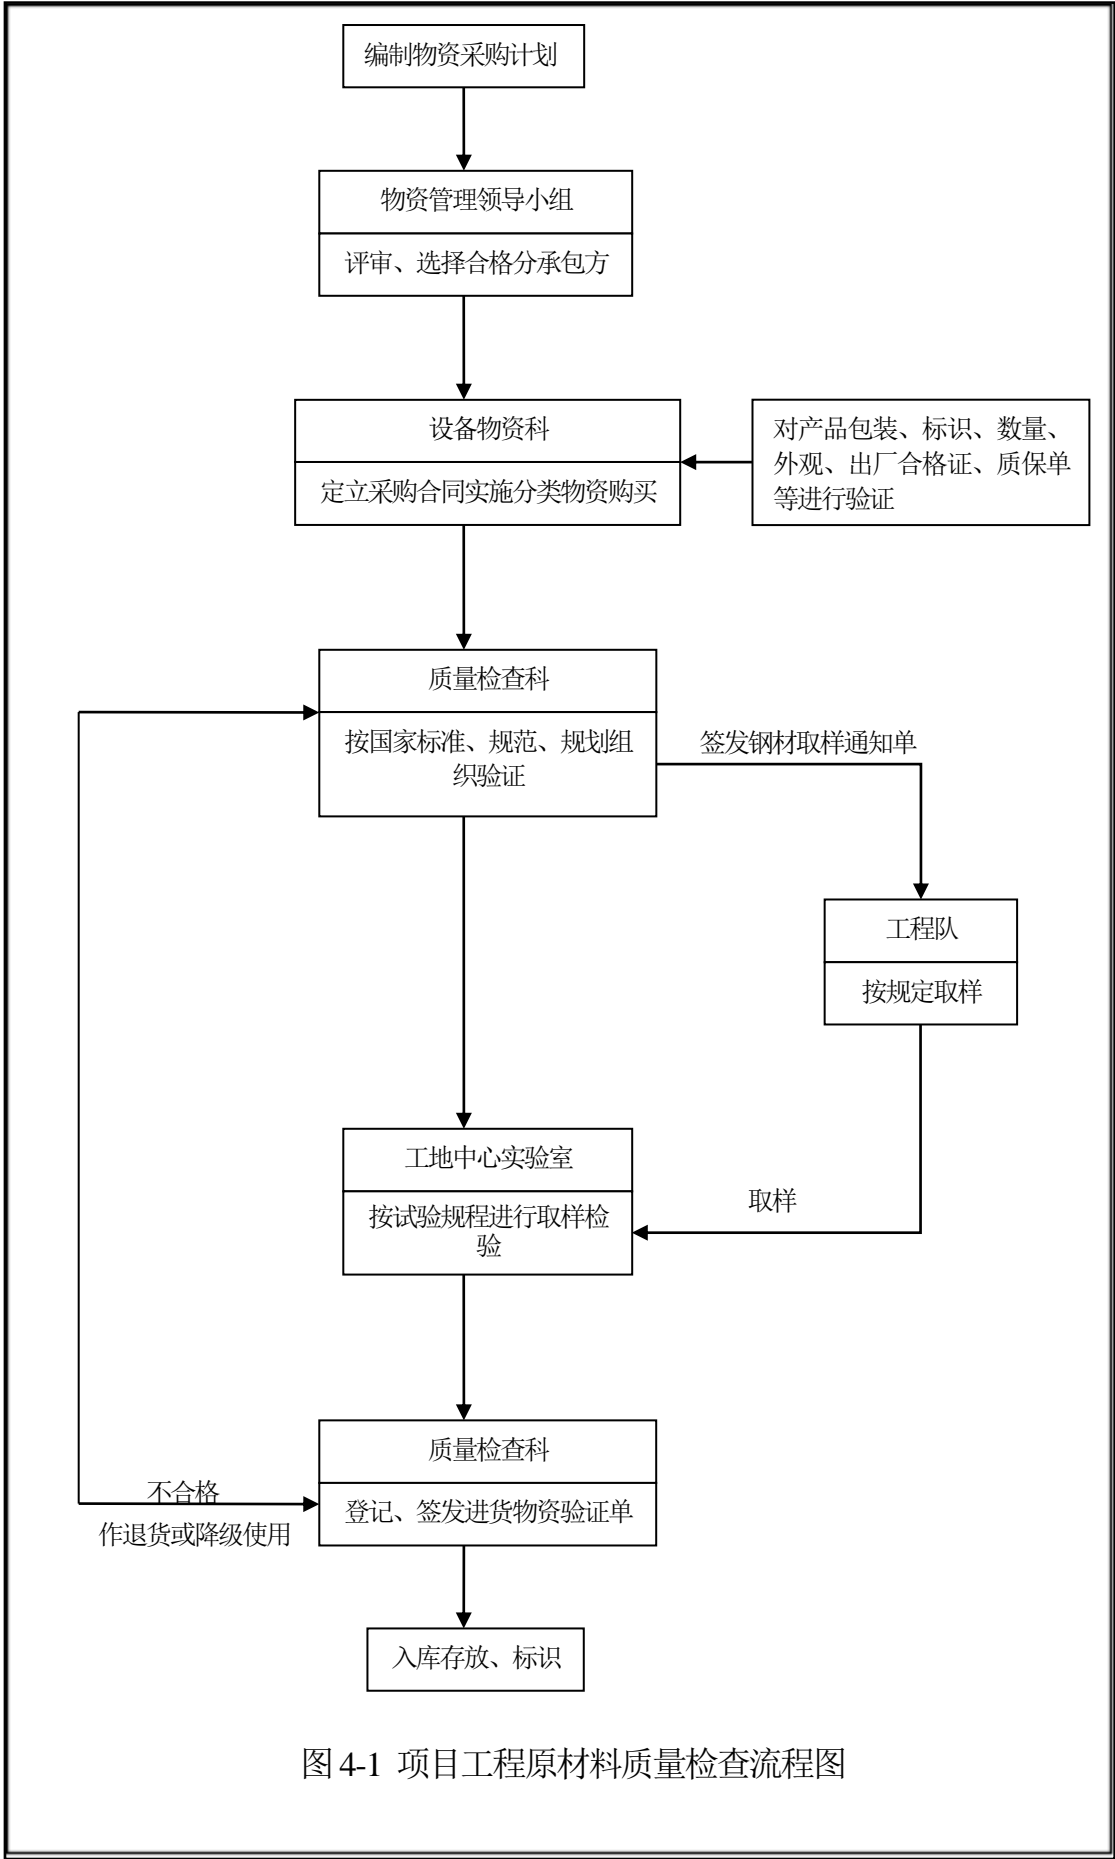 编制物资采购计划
物资管理领导小组
评审、选择合格分承包方
设备物资科
定立采购合同实施分类物资购买
对产品包装、标识、数量、
外观、出厂合格证、质保单
等进行验证
质量检查科
按国家标准、规范、规划组
织验证
签发钢材取样通知单
工程队
按规定取样
工地中心实验室
按试验规程进行取样检
验
取样
质量检查科
登记、签发进货物资验证单
不合格
作退货或降级使用
入库存放、标识
图 4-1 项目工程原材料质量检查流程图